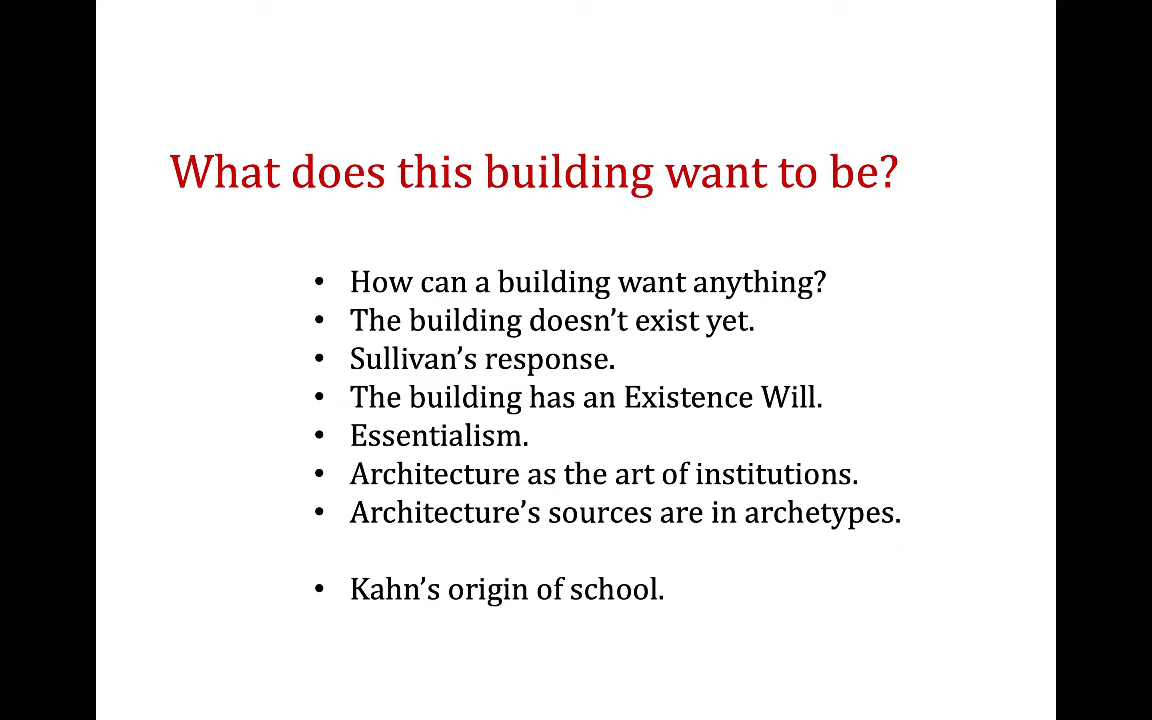 What does this building want to be?
• How can a building want anything?
• The building doesn’t exist yet.
• Sullivan’s response.
• The building has an Existence Will.
• Essentialism.
• Architecture as the art of institutions.
• Architecture’s sources are in archetypes.
• Kahn’s origin of school.